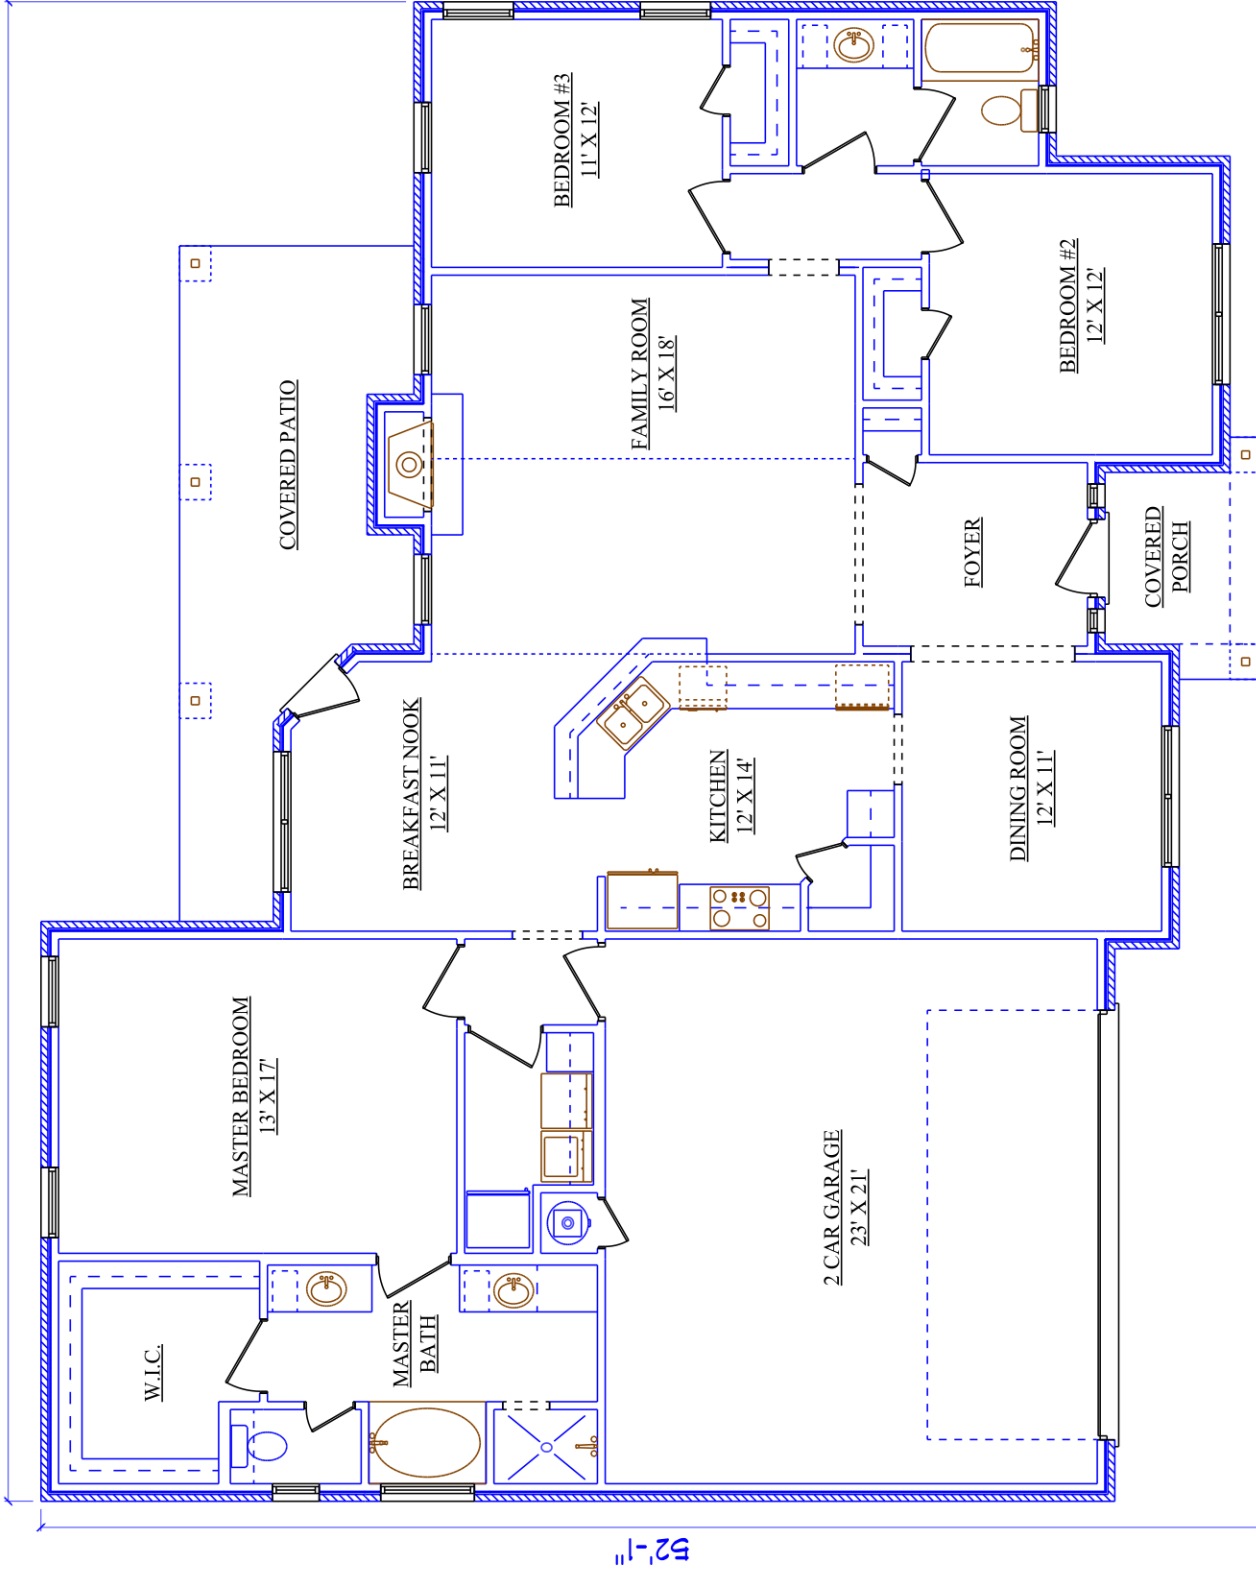 MASTER BEDROOM
13' X 17'
W.I.C.
MASTER
BATH
2 CAR GARAGE
23' X 21'
BREAKFAST NOOK
12' X 11'
KITCHEN
12' X 14'
DINING ROOM
12' X 11'
COVERED PATIO
FAMILY ROOM
16' X 18'
FOYER
COVERED
PORCH
BEDROOM #3
11' X 12'
BEDROOM #2
12' X 12'
52'-1"